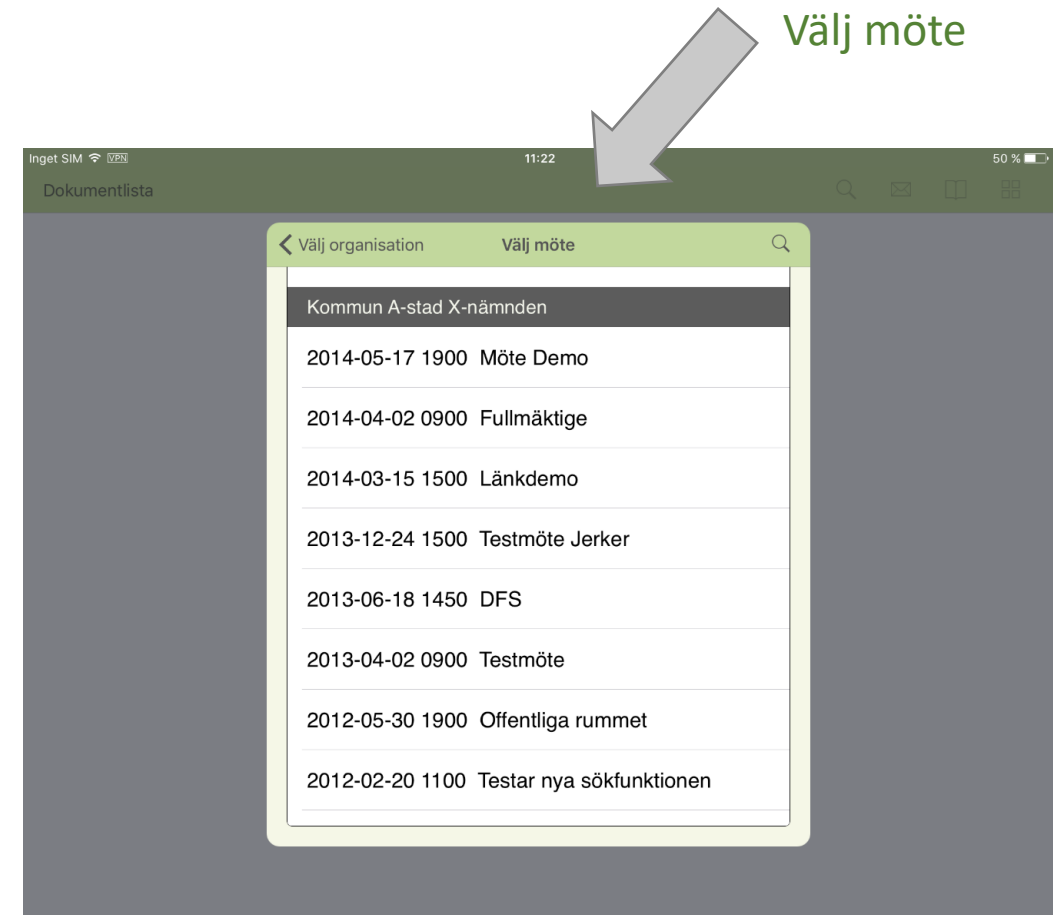 Välj möte
Inget SIM VPN 11:22 50 %
Dokumentlista
Välj organisation Välj möte
Kommun A-stad X-nämnden
2014-05-17 1900 Möte Demo
2014-04-02 0900 Fullmäktige
2014-03-15 1500 Länkdemo
2013-12-24 1500 Testmöte Jerker
2013-06-18 1450 DFS
2013-04-02 0900 Testmöte
2012-05-30 1900 Offentliga rummet
2012-02-20 1100 Testar nya sökfunktionen